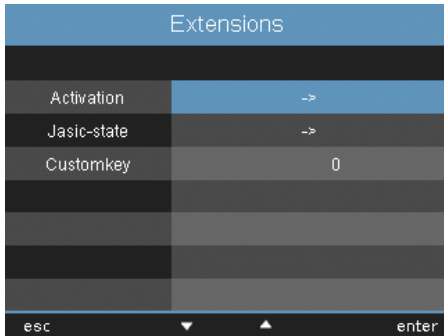 Extensions
Activation ->
Jasic-state ->
Customkey 0
esc enter